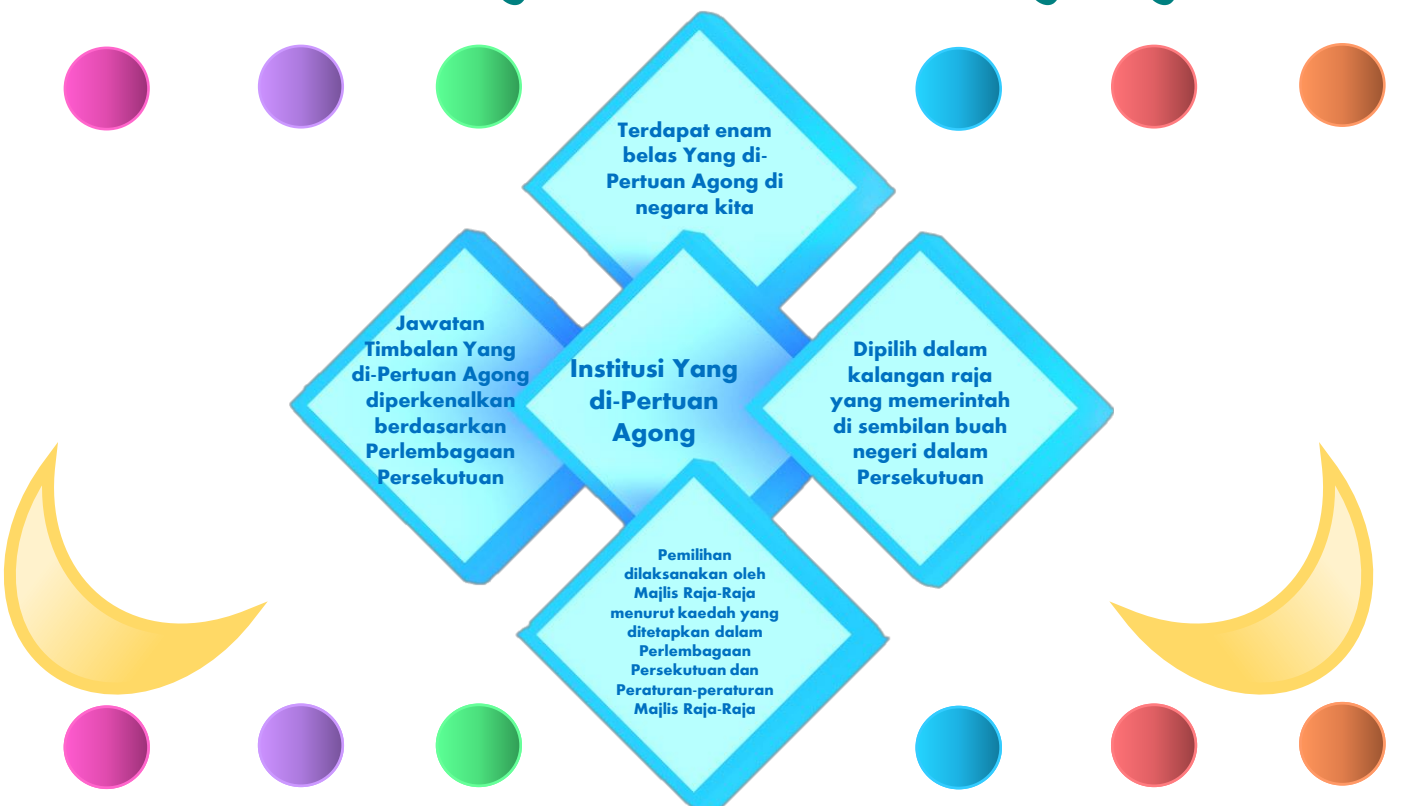 Terdapat enam
belas Yang di-
Pertuan Agong di
negara kita
Jawatan
Timbalan Yang
di-Pertuan Agong
diperkenalkan
berdasarkan
Perlembagaan
Persekutuan
Institusi Yang
di-Pertuan
Agong
Dipilih dalam
kalangan raja
yang memerintah
di sembilan buah
negeri dalam
Persekutuan
Pemilihan
dilaksanakan oleh
Majlis Raja-Raja
menurut kaedah yang
ditetapkan dalam
Perlembagaan
Persekutuan dan
Peraturan-peraturan
Majlis Raja-Raja